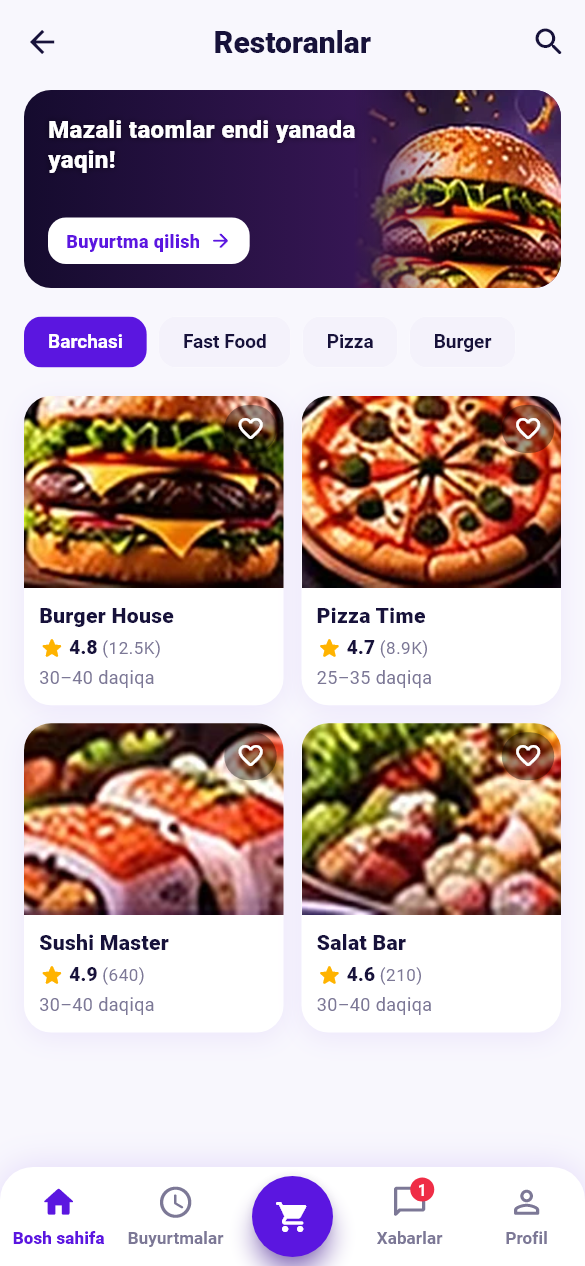 Restoranlar
Mazali taomlar endi yanada
yaqin!
Buyurtma qilish
Barchasi
Fast Food
Pizza
Burger
Burger House
4.8 (12.5K)
30–40 daqiqa
Pizza Time
4.7 (8.9K)
25–35 daqiqa
Sushi Master
4.9 (640)
30–40 daqiqa
Salat Bar
4.6 (210)
30–40 daqiqa
1
Bosh sahifa
Buyurtmalar
Xabarlar
Profil